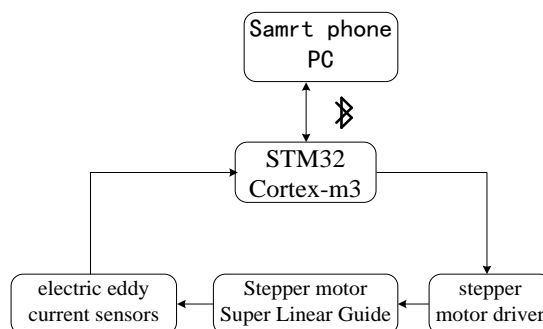 Samrt phone
PC
STM32
Cortex-m3
electric eddy
current sensors
Stepper motor
Super Linear Guide
stepper
motor driver